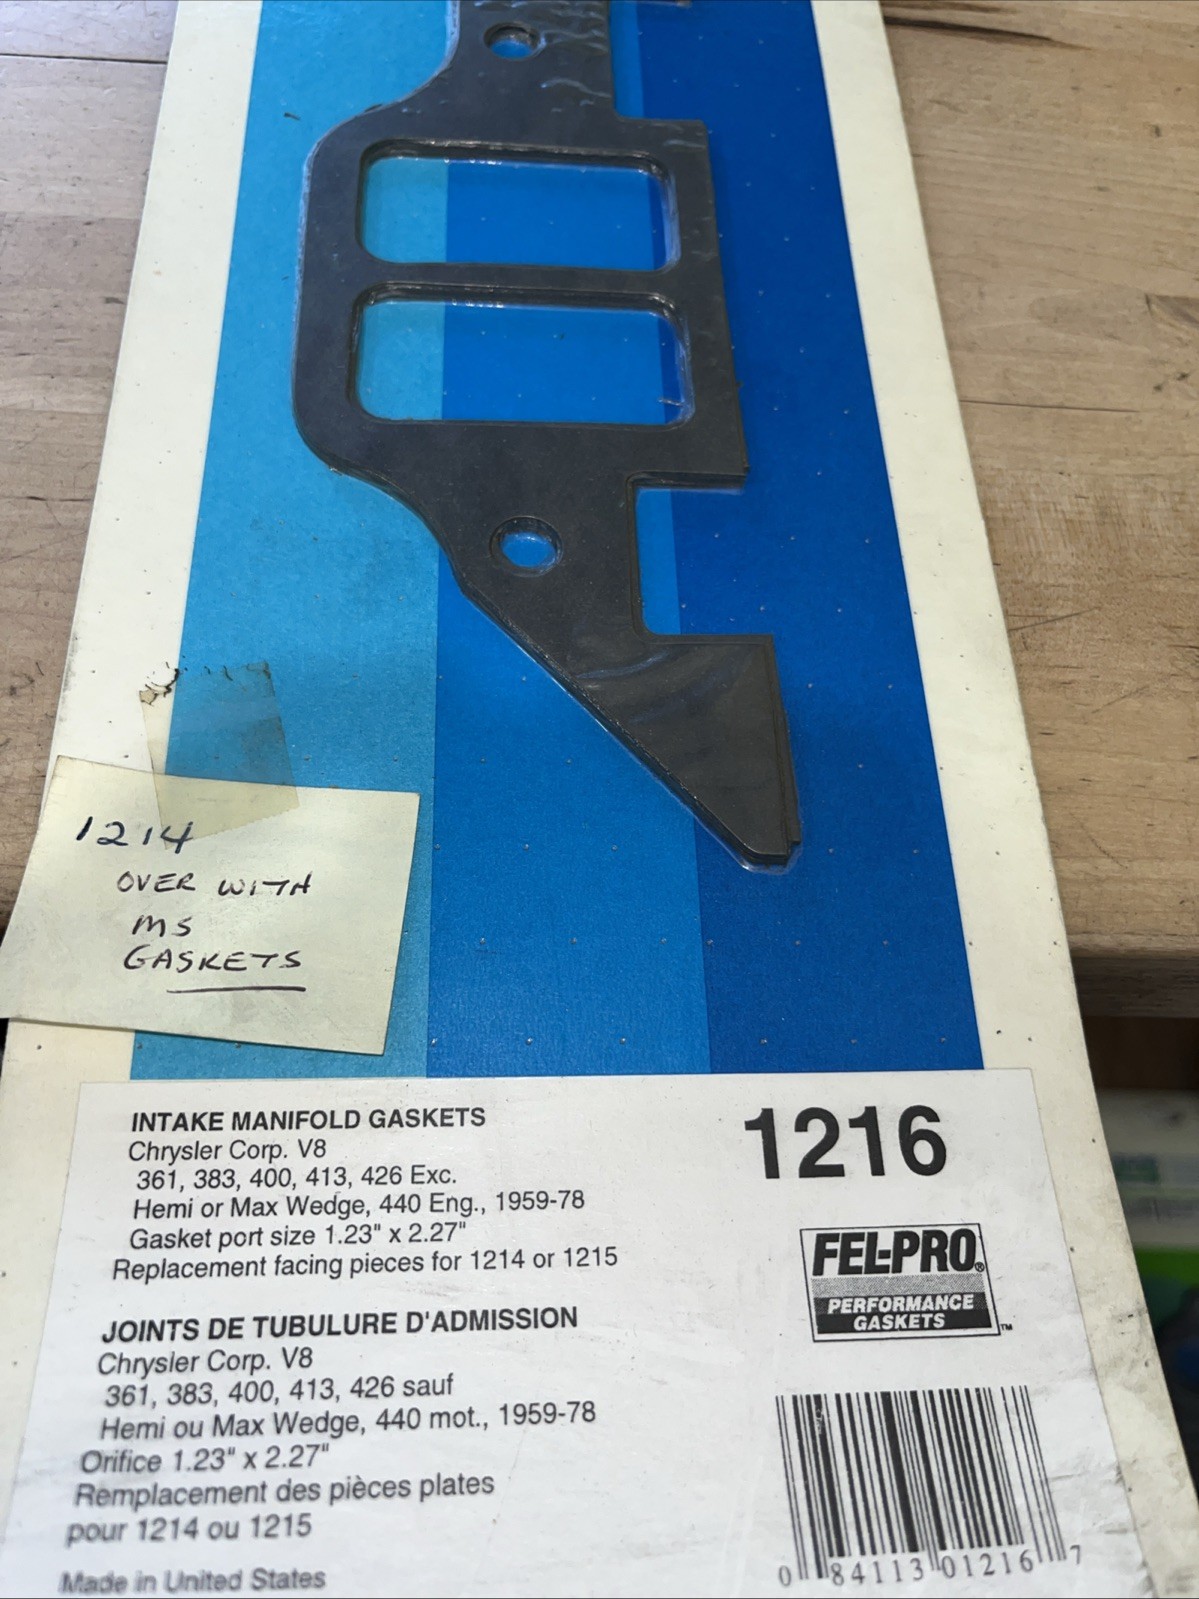 1214
OVER WITH
MS
GASKETS
INTAKE MANIFOLD GASKETS
Chrysler Corp. V8
361, 383, 400, 413, 426 Exc.
Hemi or Max Wedge, 440 Eng., 1959-78
Gasket port size 1.23" x 2.27"
Replacement facing pieces for 1214 or 1215
JOINTS DE TUBULURE D'ADMISSION
Chrysler Corp. V8
361, 383, 400, 413, 426 sauf
Hemi ou Max Wedge, 440 mot., 1959-78
Orifice 1.23" x 2.27"
Remplacement des pièces plates
pour 1214 ou 1215
Made in United States
1216
FEL-PRO®
PERFORMANCE
GASKETS™
0 84113 01216 7